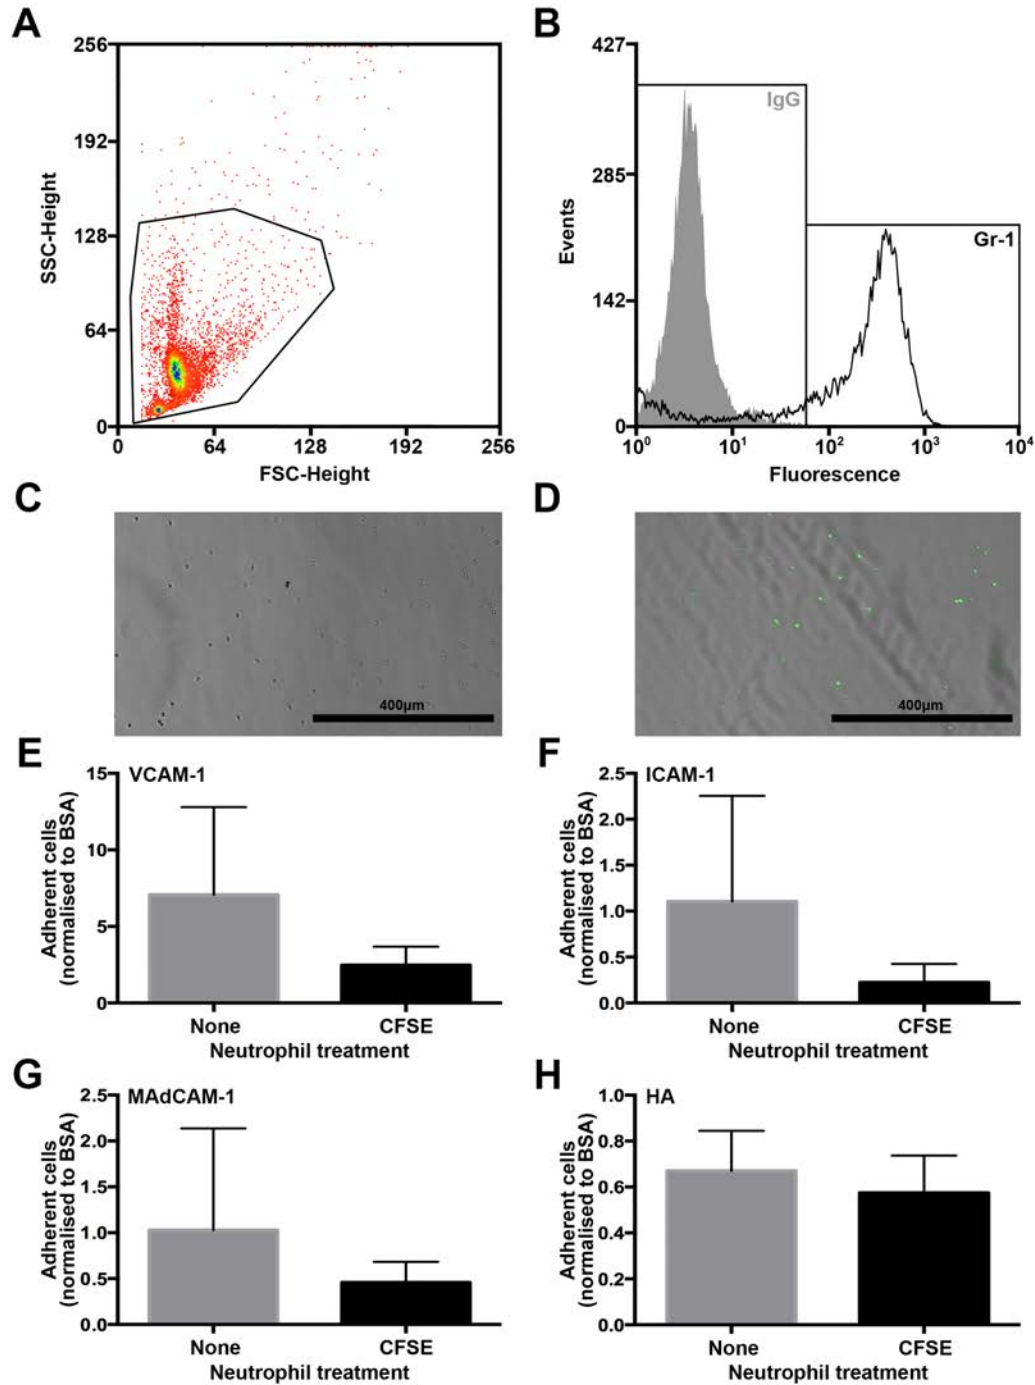 A
256
192
128
64
0
0
64
128
192
256
SSC-Height
FSC-Height
B
427
285
142
0
IgG
Gr-1
10⁰
10¹
10²
10³
10⁴
Events
Fluorescence
C
400µm
D
400µm
E
VCAM-1
15
10
5
0
Adherent cells
(normalised to BSA)
None
CFSE
Neutrophil treatment
F
ICAM-1
2.5
2.0
1.5
1.0
0.5
0.0
Adherent cells
(normalised to BSA)
None
CFSE
Neutrophil treatment
G
MAdCAM-1
2.5
2.0
1.5
1.0
0.5
0.0
Adherent cells
(normalised to BSA)
None
CFSE
Neutrophil treatment
H
HA
1.0
0.8
0.6
0.4
0.2
0.0
Adherent cells
(normalised to BSA)
None
CFSE
Neutrophil treatment